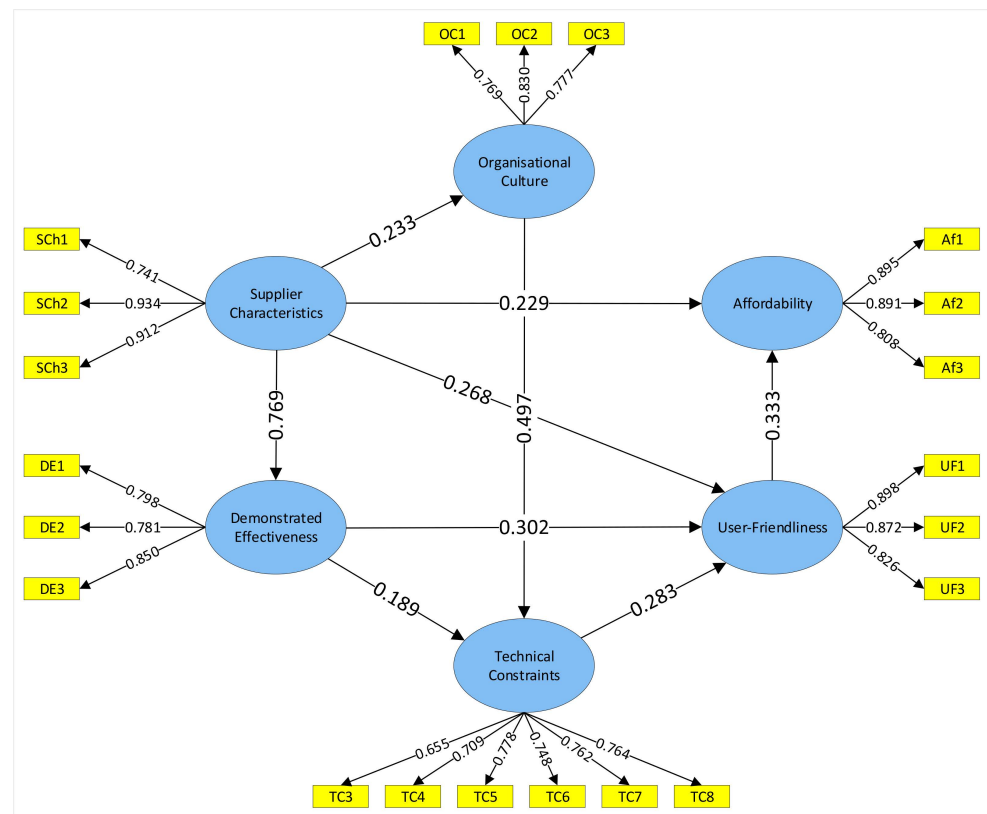 OC1 OC2 OC3
0.769 0.830 0.777
Organisational
Culture
0.233
SCh1
SCh2
SCh3
0.741
0.934
0.912
Supplier
Characteristics
0.229
Affordability
0.895
0.891
0.808
Af1
Af2
Af3
0.268
0.497
0.769
0.333
DE1
DE2
DE3
0.798
0.781
0.850
Demonstrated
Effectiveness
0.302
User-Friendliness
0.898
0.872
0.826
UF1
UF2
UF3
0.189
0.283
Technical
Constraints
0.655 0.709 0.778 0.748 0.762 0.764
TC3 TC4 TC5 TC6 TC7 TC8